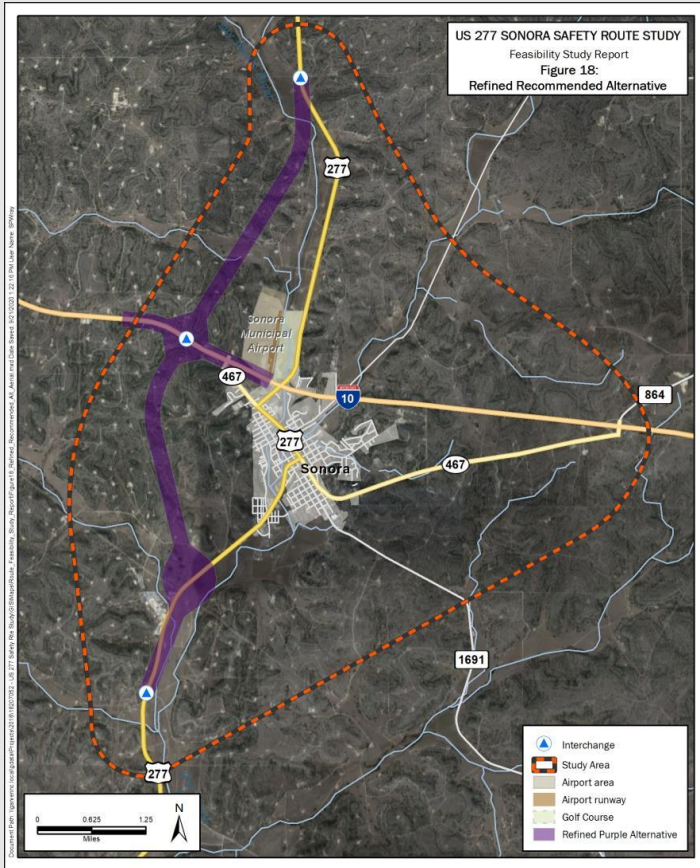 US 277 SONORA SAFETY ROUTE STUDY
Feasibility Study Report
Figure 18:
Refined Recommended Alternative
277
Sonora
Municipal
Airport
467
INTERSTATE
10
864
277
Sonora
467
1691
277
Interchange
Study Area
Airport area
Airport runway
Golf Course
Refined Purple Alternative
0 0.625 1.25
Miles
N